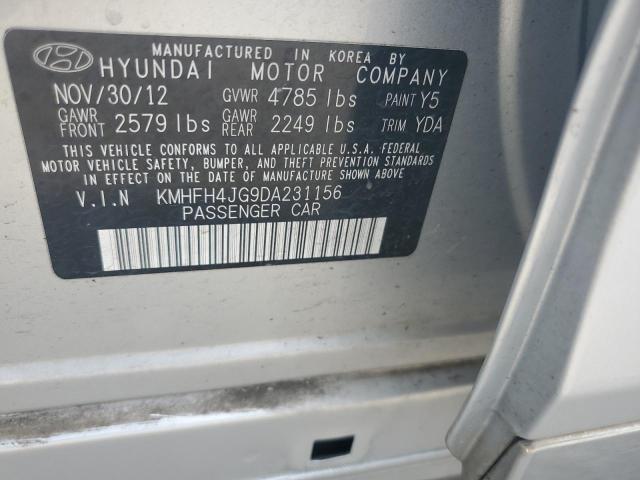 MANUFACTURED IN KOREA BY
HYUNDAI MOTOR COMPANY
NOV/30/12 GVWR 4785 lbs PAINT Y5
GAWR FRONT 2579 lbs GAWR REAR 2249 lbs TRIM YDA
THIS VEHICLE CONFORMS TO ALL APPLICABLE U.S.A. FEDERAL
MOTOR VEHICLE SAFETY, BUMPER, AND THEFT PREVENTION STANDARDS
IN EFFECT ON THE DATE OF MANUFACTURE SHOWN ABOVE.
V.I.N KMHFH4JG9DA231156
PASSENGER CAR